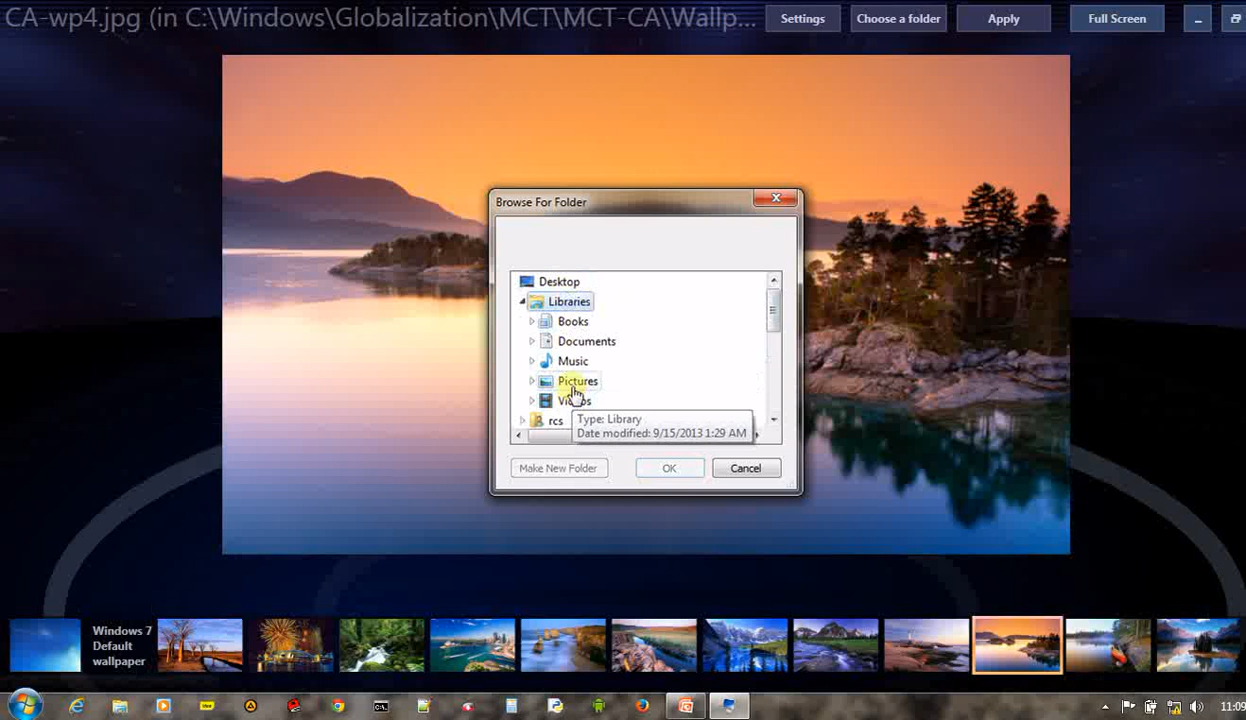 CA-wp4.jpg (in C:\Windows\Globalization\MCT\MCT-CA\Wallp...
Settings
Choose a folder
Apply
Full Screen
Browse For Folder
Desktop
Libraries
Books
Documents
Music
Pictures
Videos
rcs
Type: Library
Date modified: 9/15/2013 1:29 AM
Make New Folder
OK
Cancel
Windows 7
Default
wallpaper
11:09